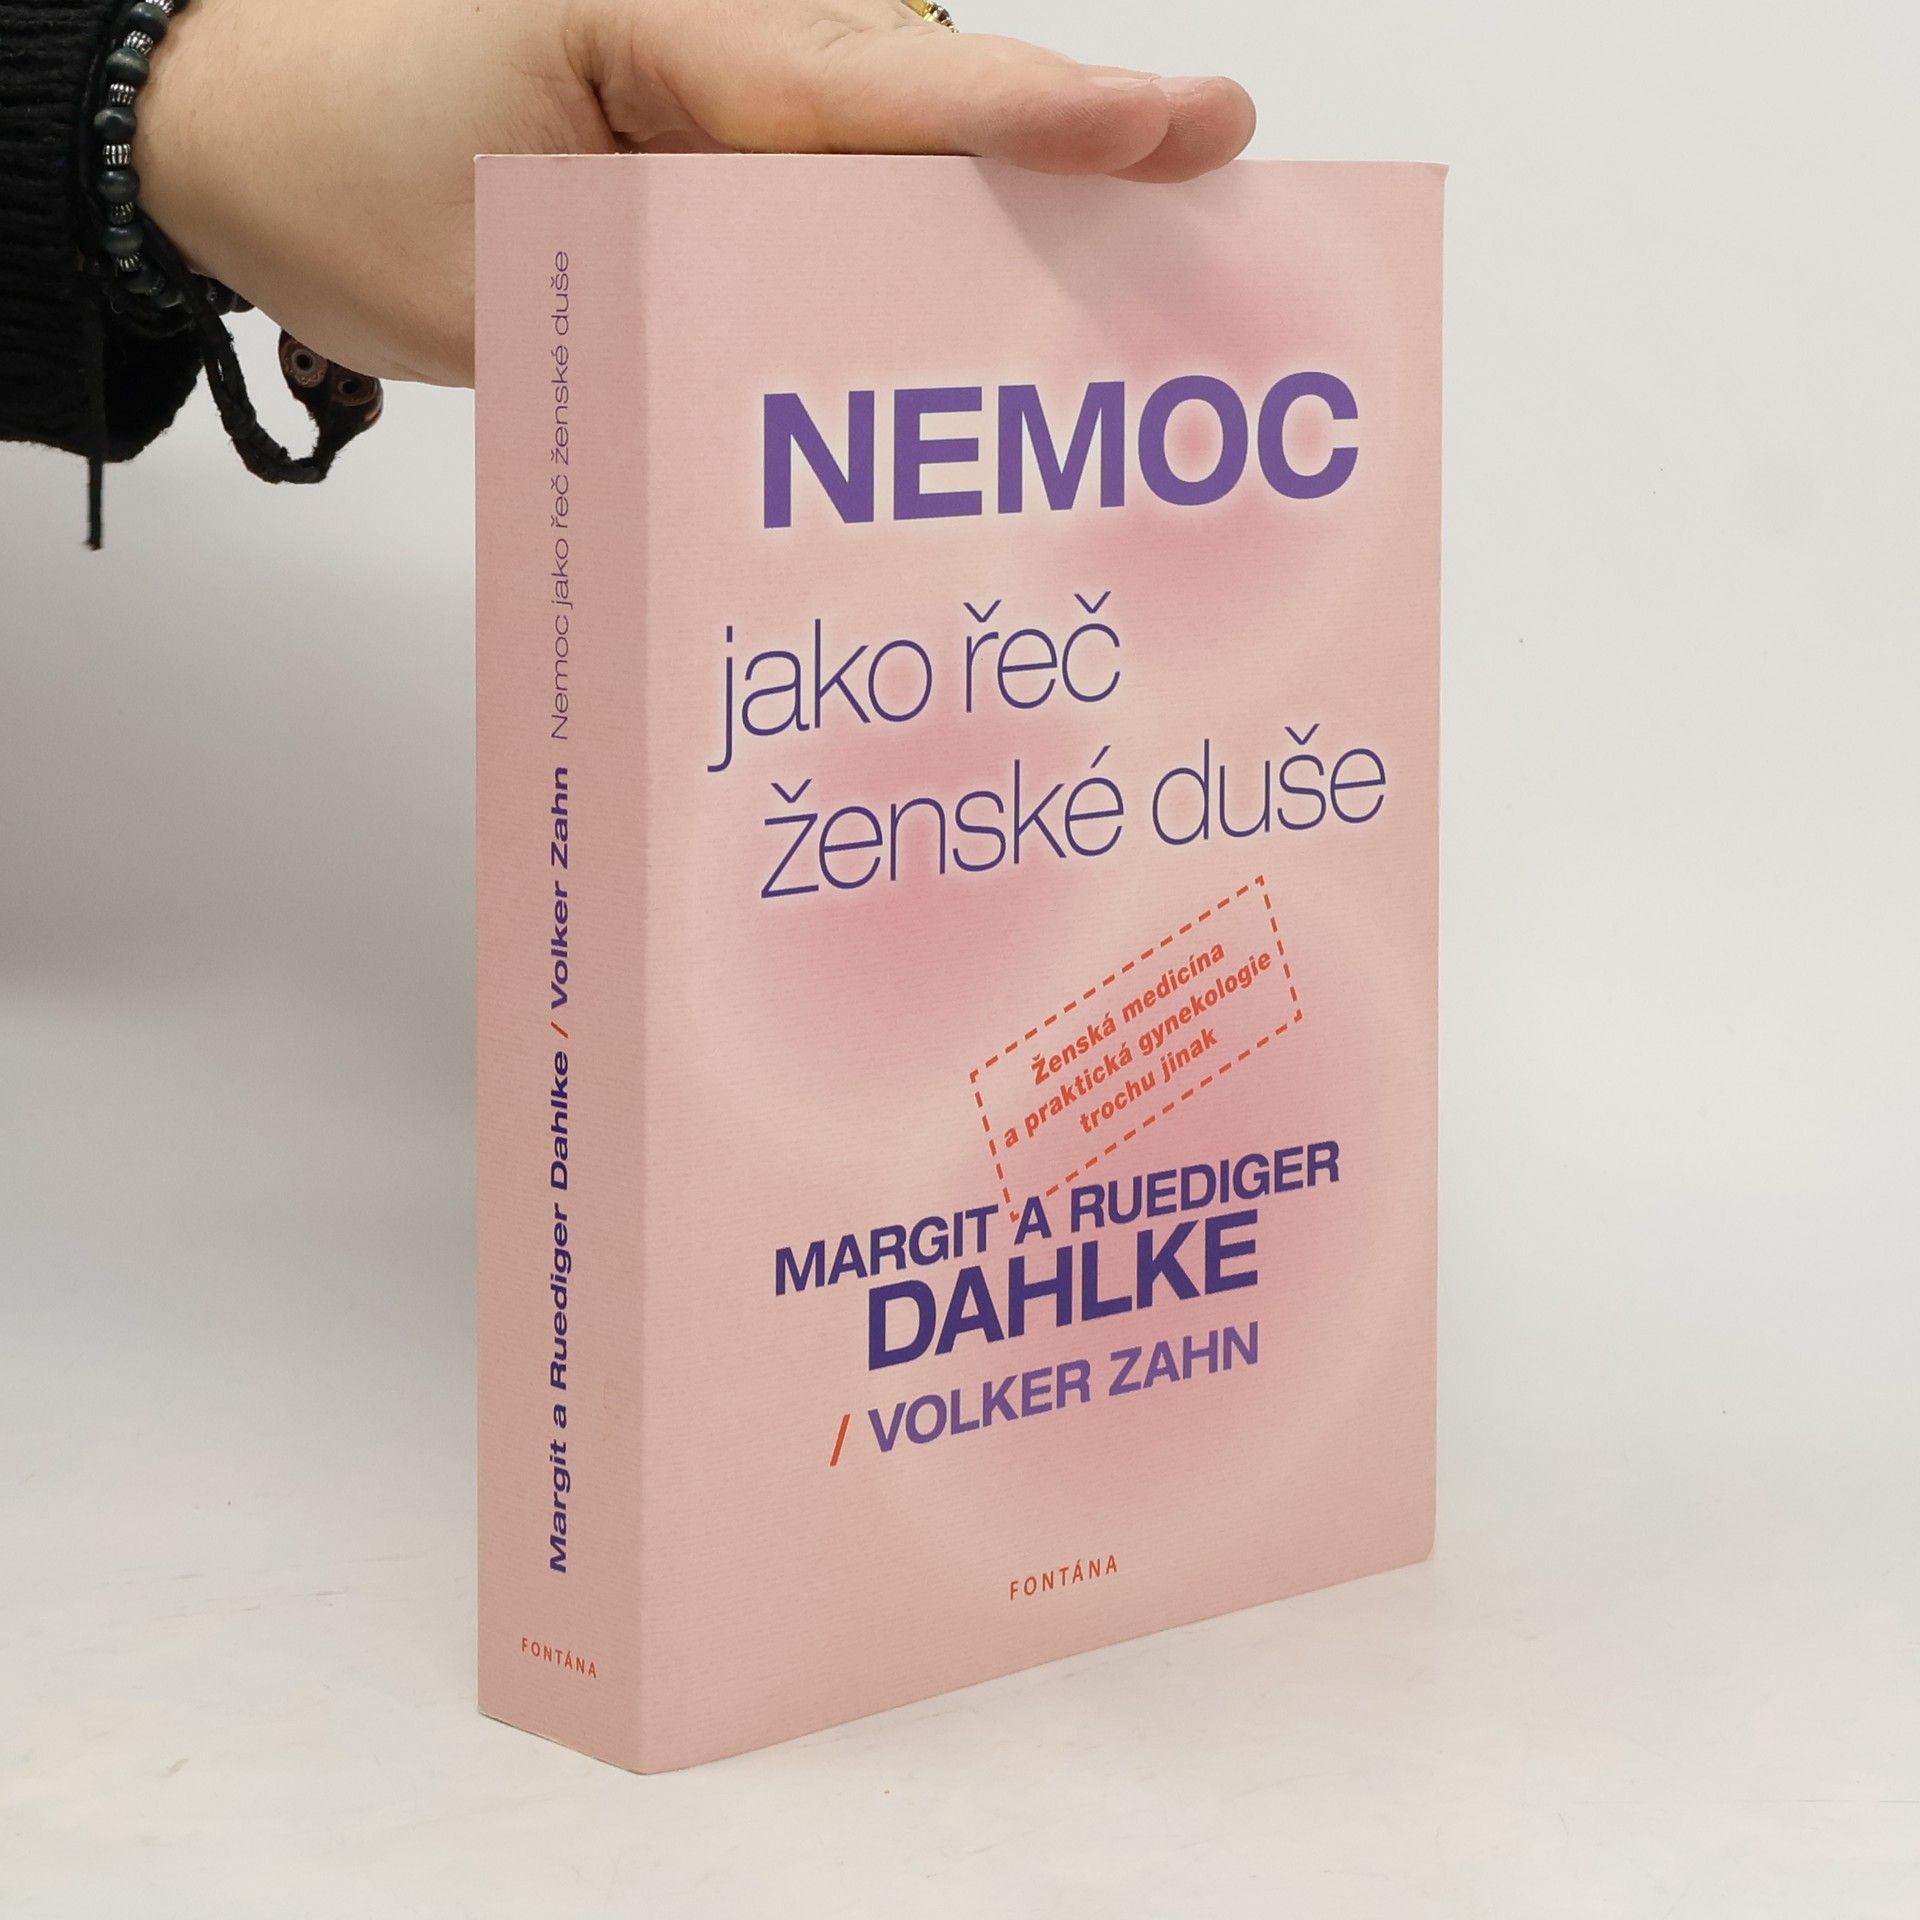 Margit a Ruediger Dahlke / Volker Zahn Nemoc jako řeč ženské duše
FONTÁNA
NEMOC
jako řeč
ženské duše
Ženská medicína
a praktická gynekologie
trochu jinak
MARGIT A RUEDIGER
DAHLKE
/ VOLKER ZAHN
FONTÁNA